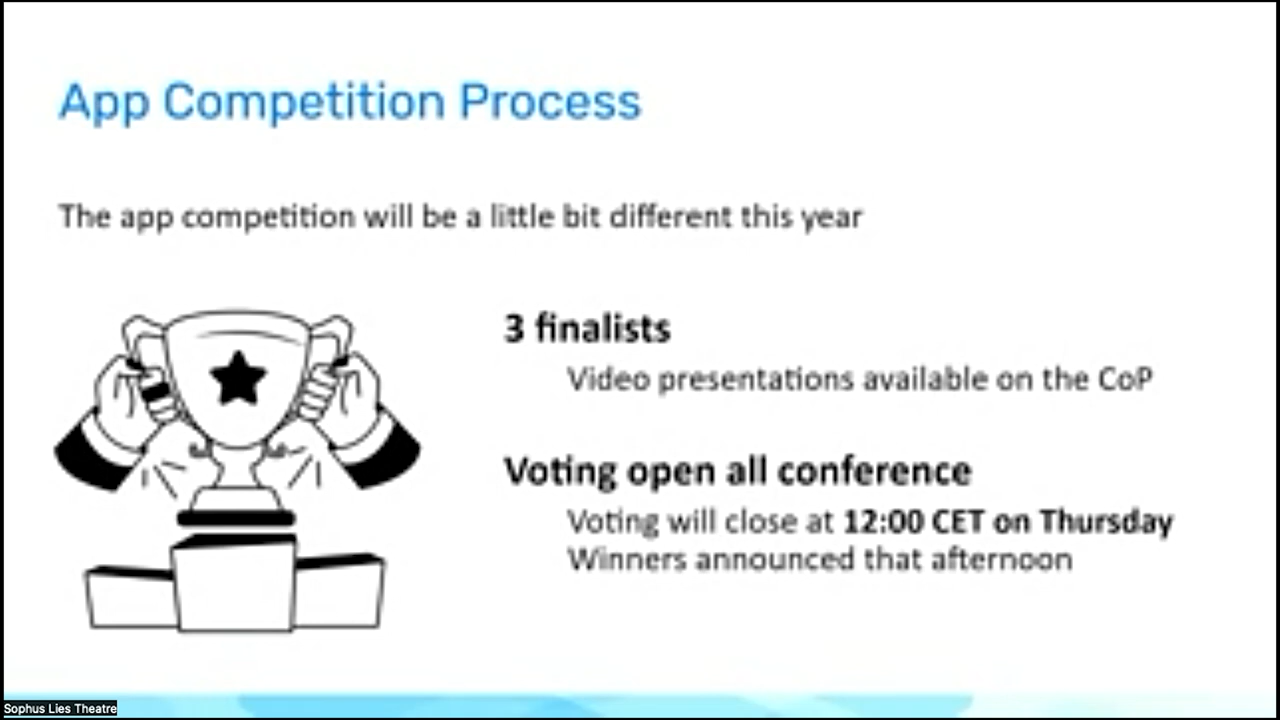 App Competition Process
The app competition will be a little bit different this year
3 finalists
Video presentations available on the CoP
Voting open all conference
Voting will close at 12:00 CET on Thursday
Winners announced that afternoon
Sophus Lies Theatre